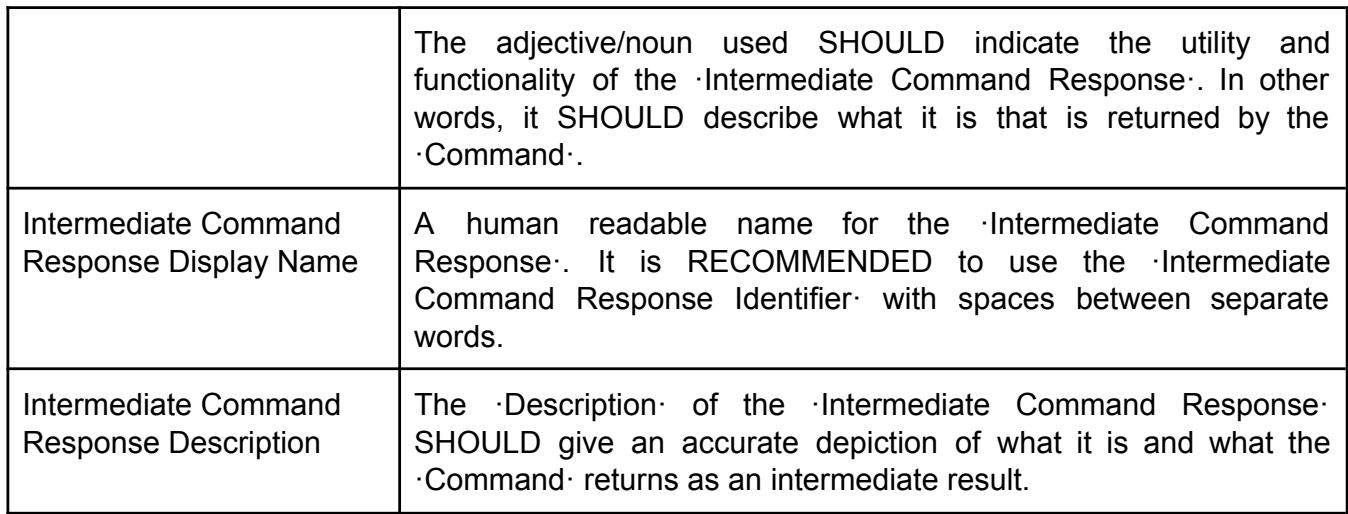 The adjective/noun used SHOULD indicate the utility and
functionality of the ·Intermediate Command Response·. In other
words, it SHOULD describe what it is that is returned by the
·Command·.
Intermediate Command
Response Display Name
A human readable name for the ·Intermediate Command
Response·. It is RECOMMENDED to use the ·Intermediate
Command Response Identifier· with spaces between separate
words.
Intermediate Command
Response Description
The ·Description· of the ·Intermediate Command Response·
SHOULD give an accurate depiction of what it is and what the
·Command· returns as an intermediate result.